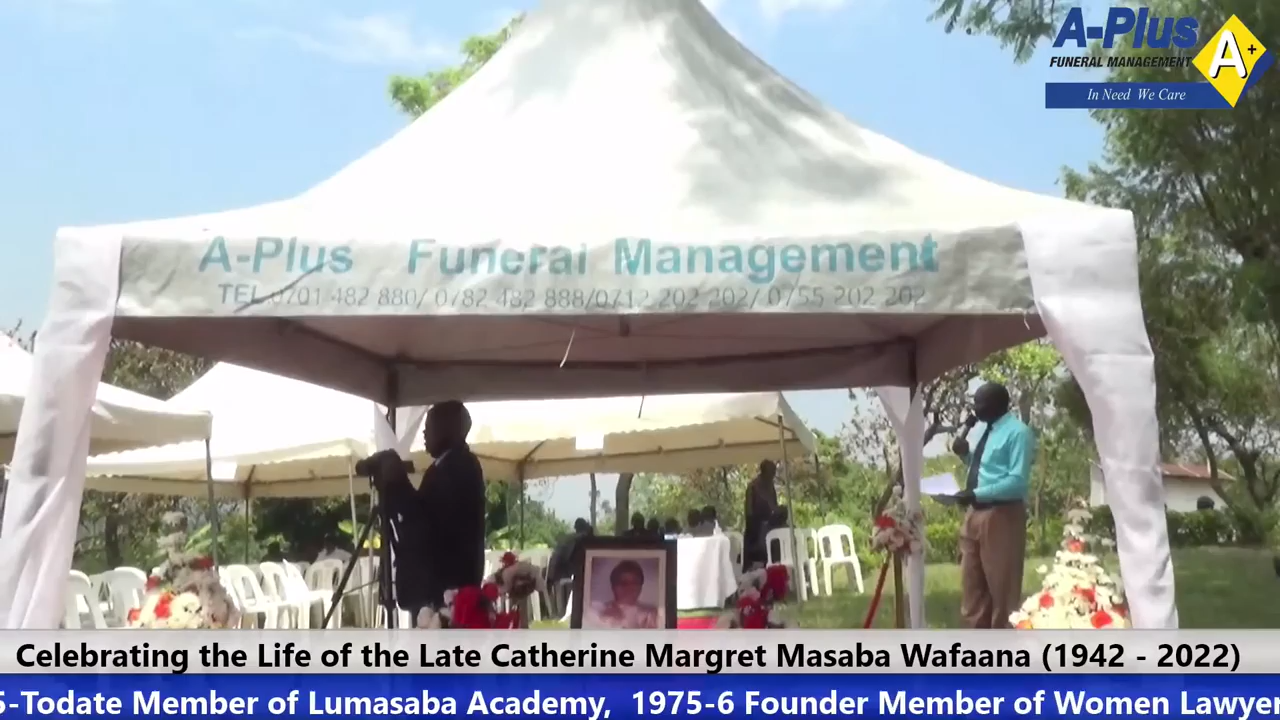 A-Plus
FUNERAL MANAGEMENT
A+
In Need We Care
A-Plus Funeral Management
TEL.0701 482 880/ 0782 482 888/0712 202 202/ 0755 202 202
Celebrating the Life of the Late Catherine Margret Masaba Wafaana (1942 - 2022)
5-Todate Member of Lumasaba Academy, 1975-6 Founder Member of Women Lawyer